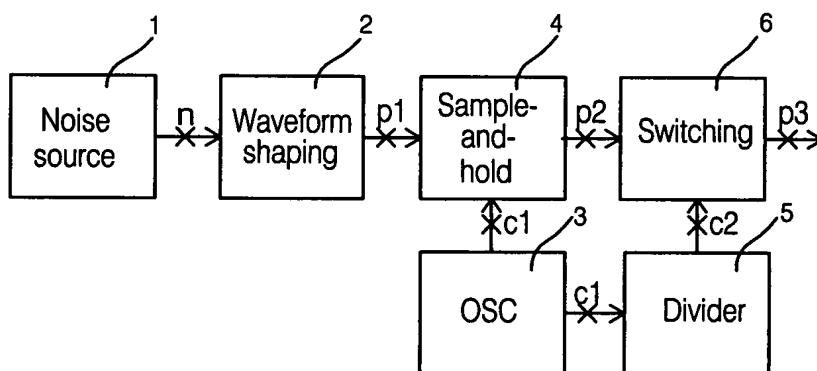 1
2
4
6
Noise
source
n
Waveform
shaping
p1
Sample-
and-
hold
p2
Switching
p3
c1
3
c2
5
OSC
c1
Divider